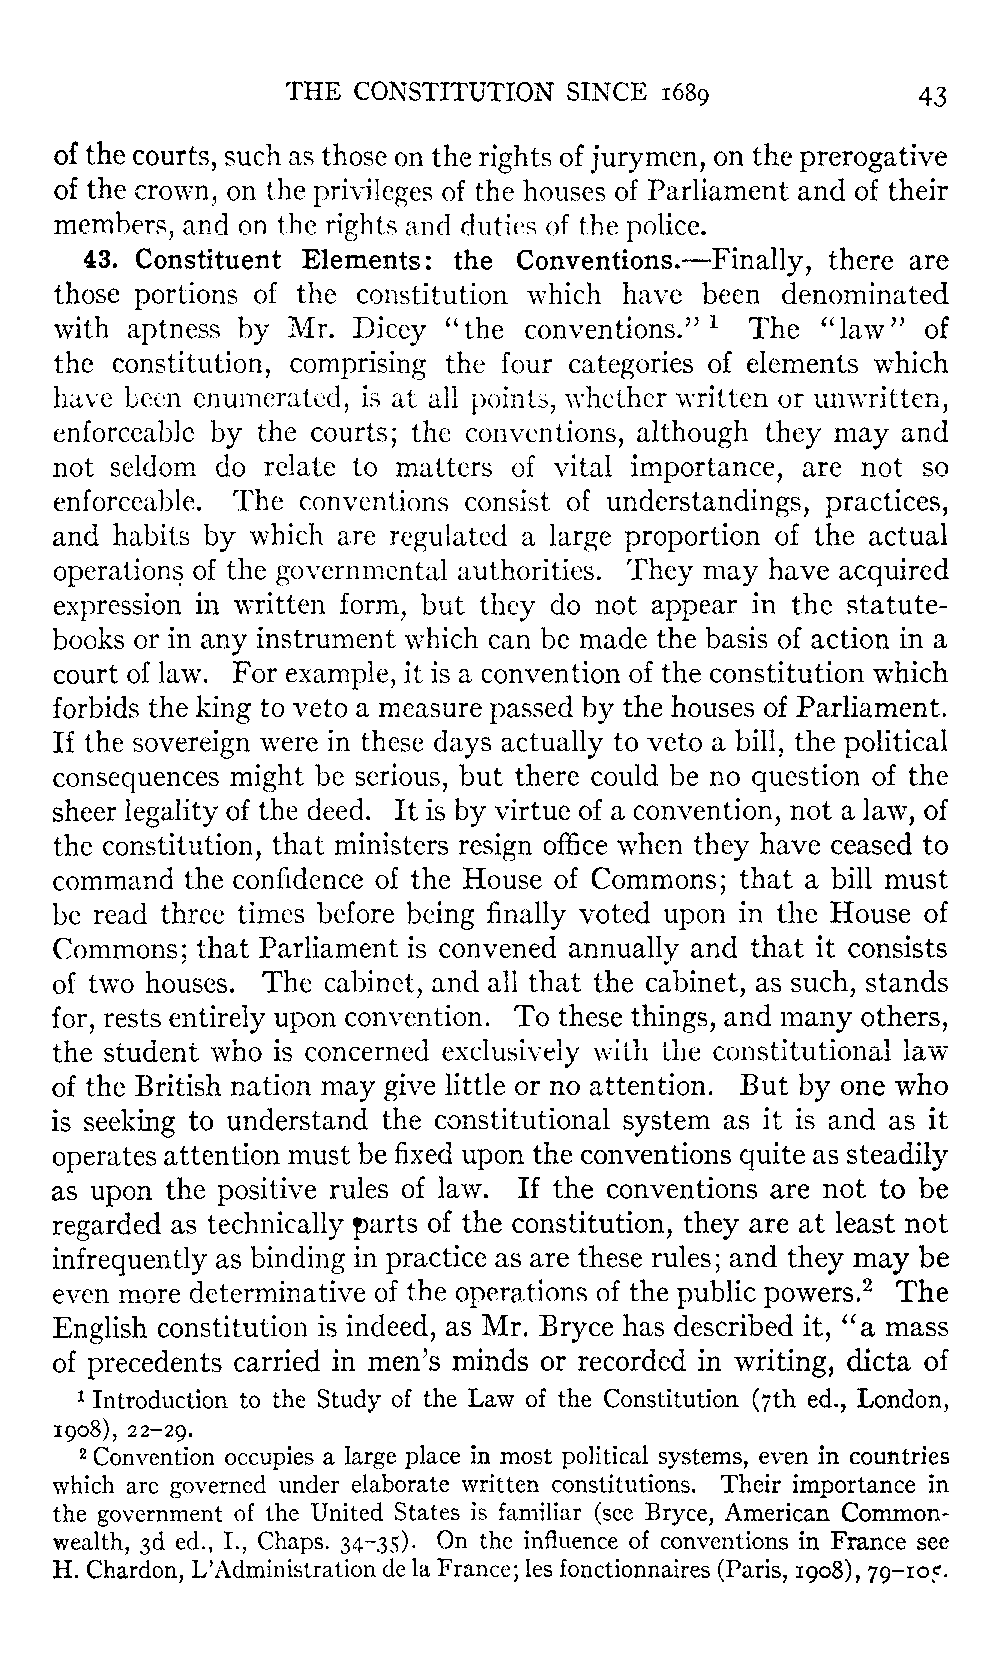 THE CONSTITUTION SINCE 1689 43
of the courts, such as those on the rights of jurymen, on the prerogative
of the crown, on the privileges of the houses of Parliament and of their
members, and on the rights and duties of the police.
43. Constituent Elements: the Conventions.—Finally, there are
those portions of the constitution which have been denominated
with aptness by Mr. Dicey “the conventions.” ¹ The “law” of
the constitution, comprising the four categories of elements which
have been enumerated, is at all points, whether written or unwritten,
enforceable by the courts; the conventions, although they may and
not seldom do relate to matters of vital importance, are not so
enforceable. The conventions consist of understandings, practices,
and habits by which are regulated a large proportion of the actual
operations of the governmental authorities. They may have acquired
expression in written form, but they do not appear in the statute-
books or in any instrument which can be made the basis of action in a
court of law. For example, it is a convention of the constitution which
forbids the king to veto a measure passed by the houses of Parliament.
If the sovereign were in these days actually to veto a bill, the political
consequences might be serious, but there could be no question of the
sheer legality of the deed. It is by virtue of a convention, not a law, of
the constitution, that ministers resign office when they have ceased to
command the confidence of the House of Commons; that a bill must
be read three times before being finally voted upon in the House of
Commons; that Parliament is convened annually and that it consists
of two houses. The cabinet, and all that the cabinet, as such, stands
for, rests entirely upon convention. To these things, and many others,
the student who is concerned exclusively with the constitutional law
of the British nation may give little or no attention. But by one who
is seeking to understand the constitutional system as it is and as it
operates attention must be fixed upon the conventions quite as steadily
as upon the positive rules of law. If the conventions are not to be
regarded as technically parts of the constitution, they are at least not
infrequently as binding in practice as are these rules; and they may be
even more determinative of the operations of the public powers.² The
English constitution is indeed, as Mr. Bryce has described it, “a mass
of precedents carried in men’s minds or recorded in writing, dicta of
¹ Introduction to the Study of the Law of the Constitution (7th ed., London,
1908), 22–29.
² Convention occupies a large place in most political systems, even in countries
which are governed under elaborate written constitutions. Their importance in
the government of the United States is familiar (see Bryce, American Common-
wealth, 3d ed., I., Chaps. 34–35). On the influence of conventions in France see
H. Chardon, L’Administration de la France; les fonctionnaires (Paris, 1908), 79–105.